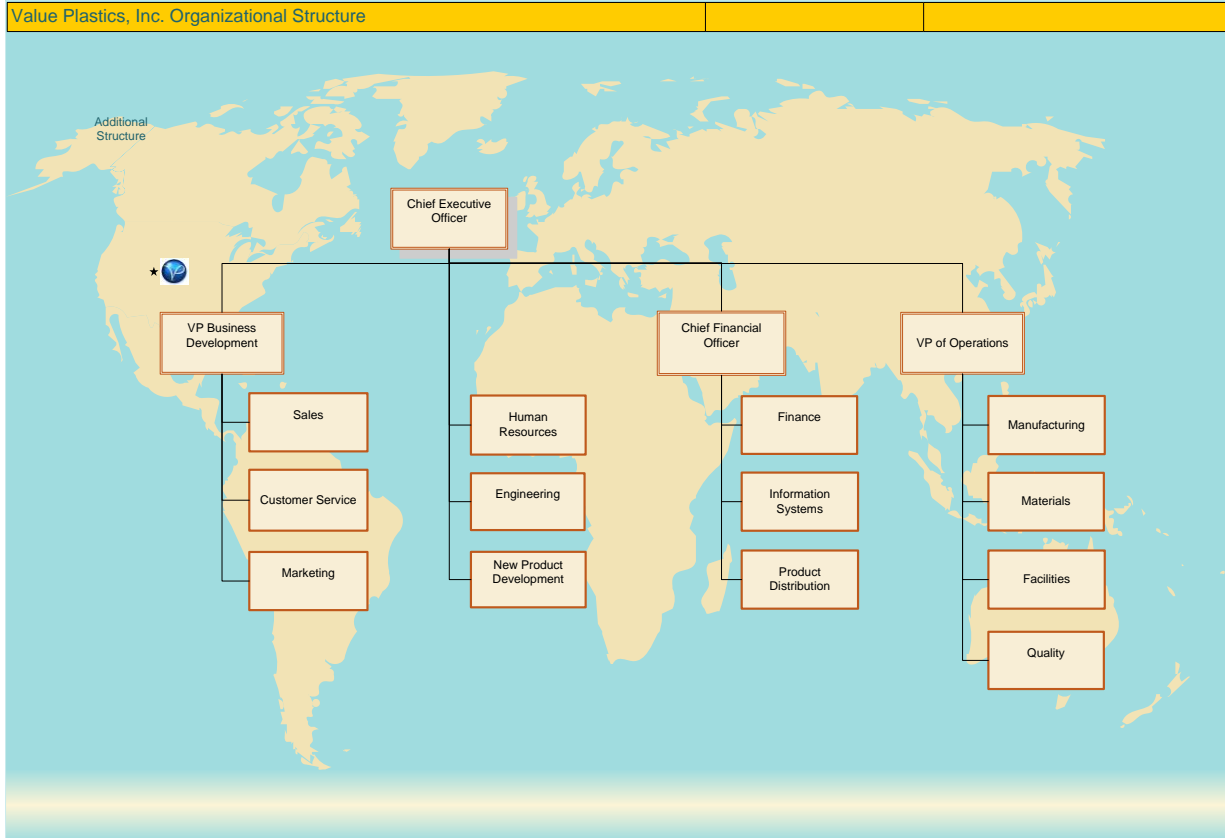 Value Plastics, Inc. Organizational Structure
Additional
Structure
Chief Executive
Officer
VP Business
Development
Chief Financial
Officer
VP of Operations
Sales
Customer Service
Marketing
Human
Resources
Engineering
New Product
Development
Finance
Information
Systems
Product
Distribution
Manufacturing
Materials
Facilities
Quality